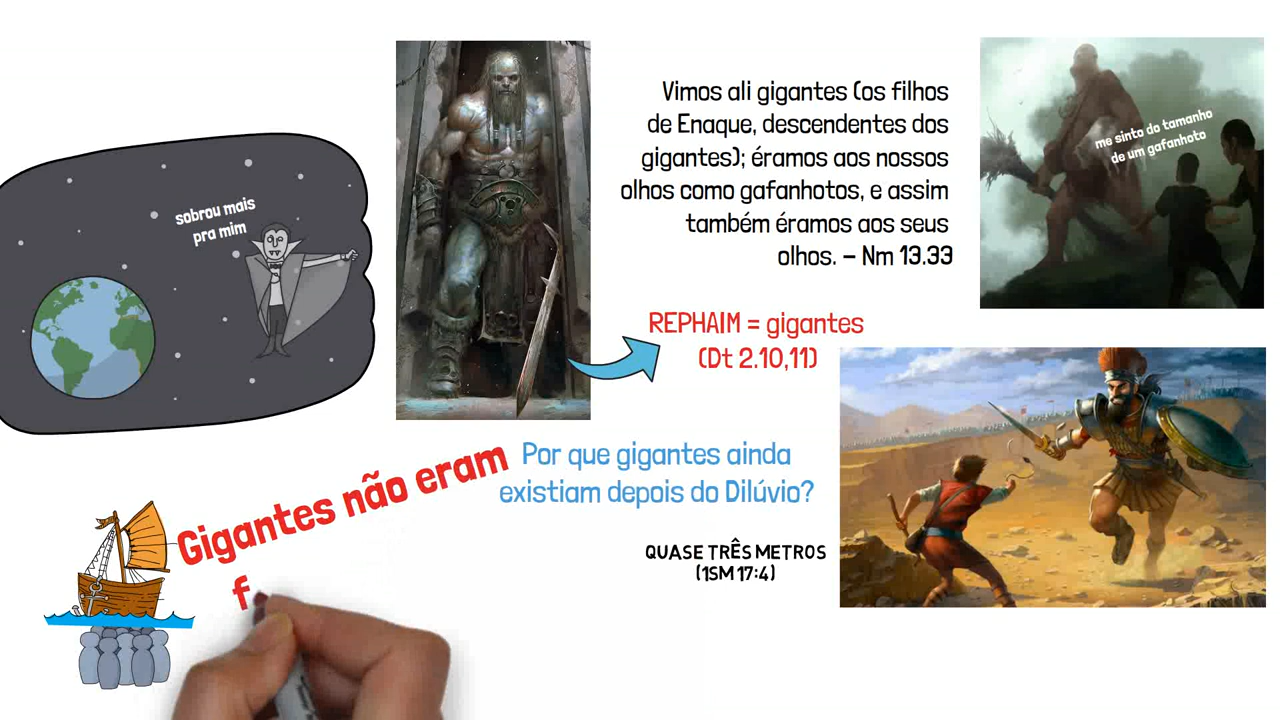 sobrou mais
pra mim
Vimos ali gigantes (os filhos
de Enaque, descendentes dos
gigantes); éramos aos nossos
olhos como gafanhotos, e assim
também éramos aos seus
olhos. – Nm 13.33
me sinto do tamanho
de um gafanhoto
REPHAIM = gigantes
(Dt 2.10,11)
Por que gigantes ainda
existiam depois do Dilúvio?
QUASE TRÊS METROS
(1SM 17:4)
Gigantes não eram
f